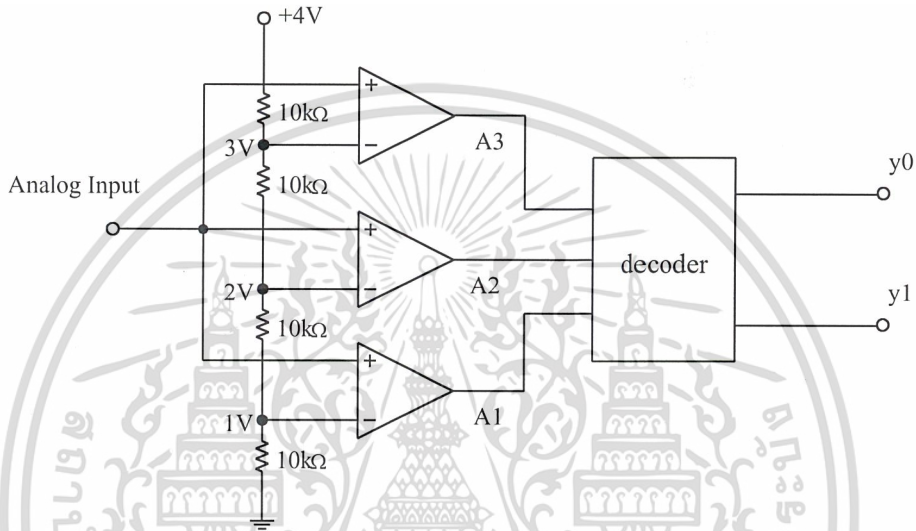 +4V
10kΩ
3V
10kΩ
Analog Input
A3
y0
decoder
A2
2V
10kΩ
y1
A1
1V
10kΩ